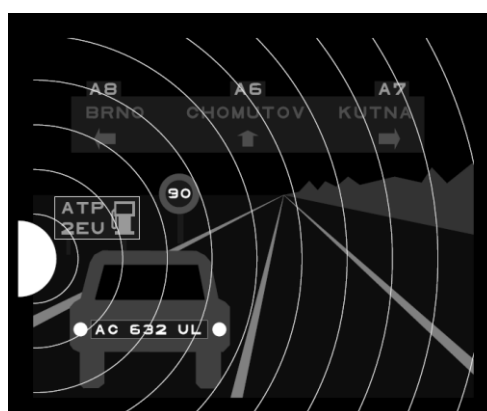 A8 A6 A7
BRNO CHOMUTOV KUTNA
90
ATP
2EU
AC 632 UL